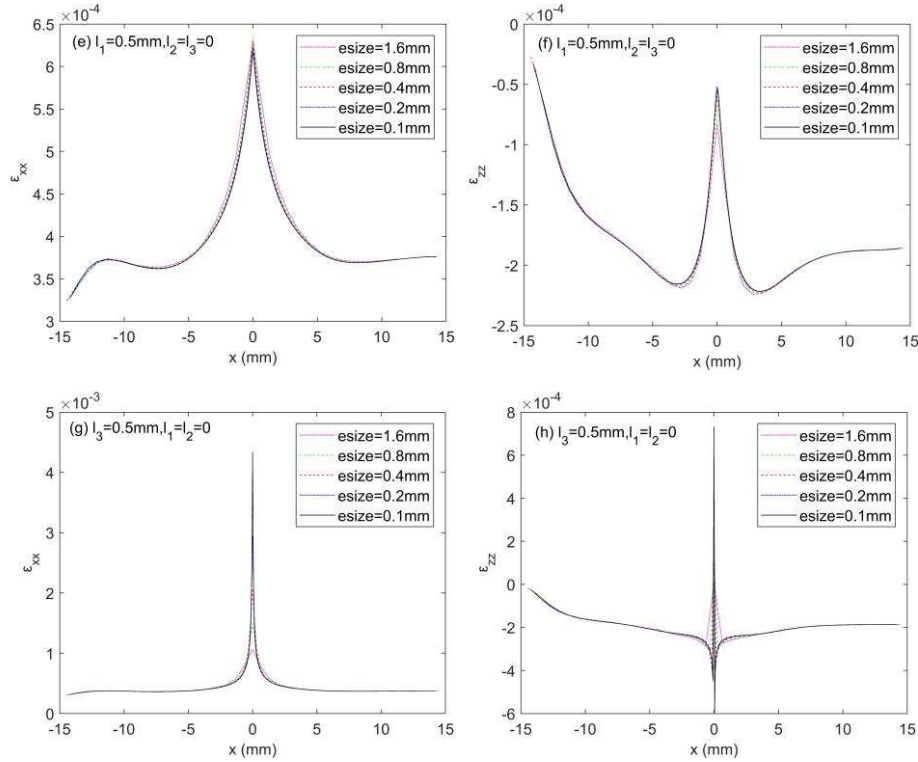 ×10⁻⁴
(e) l₁=0.5mm,l₂=l₃=0
esize=1.6mm
esize=0.8mm
esize=0.4mm
esize=0.2mm
esize=0.1mm
6.5
6
5.5
5
4.5
4
3.5
3
εxx
-15 -10 -5 0 5 10 15
x (mm)
×10⁻⁴
(f) l₁=0.5mm,l₂=l₃=0
esize=1.6mm
esize=0.8mm
esize=0.4mm
esize=0.2mm
esize=0.1mm
0
-0.5
-1
-1.5
-2
-2.5
εzz
-15 -10 -5 0 5 10 15
x (mm)
×10⁻³
(g) l₃=0.5mm,l₁=l₂=0
esize=1.6mm
esize=0.8mm
esize=0.4mm
esize=0.2mm
esize=0.1mm
5
4
3
2
1
0
εxx
-15 -10 -5 0 5 10 15
x (mm)
×10⁻⁴
(h) l₃=0.5mm,l₁=l₂=0
esize=1.6mm
esize=0.8mm
esize=0.4mm
esize=0.2mm
esize=0.1mm
8
6
4
2
0
-2
-4
-6
εzz
-15 -10 -5 0 5 10 15
x (mm)